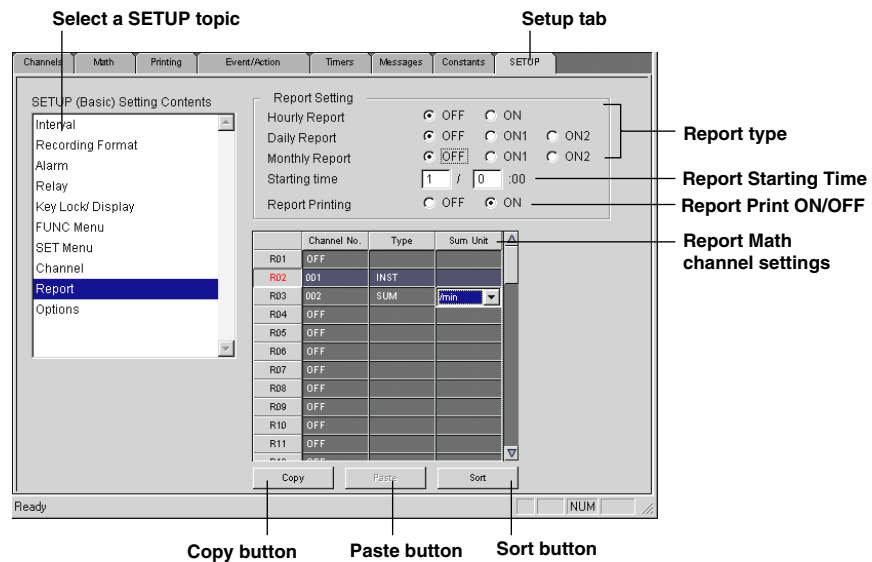 Select a SETUP topic
Setup tab
Channels Math Printing Event/Action Timers Messages Constants SETUP
SETUP (Basic) Setting Contents
Interval
Recording Format
Alarm
Relay
Key Lock/ Display
FUNC Menu
SET Menu
Channel
Report
Options
Report Setting
Hourly Report OFF ON
Daily Report OFF ON1 ON2
Monthly Report OFF ON1 ON2
Starting time 1 / 0 :00
Report Printing OFF ON
Report type
Report Starting Time
Report Print ON/OFF
Report Math
channel settings
Channel No. Type Sum Unit
R01 OFF
R02 001 INST
R03 002 SUM /min
R04 OFF
R05 OFF
R06 OFF
R07 OFF
R08 OFF
R09 OFF
R10 OFF
R11 OFF
Copy Paste Sort
Ready NUM
Copy button Paste button Sort button